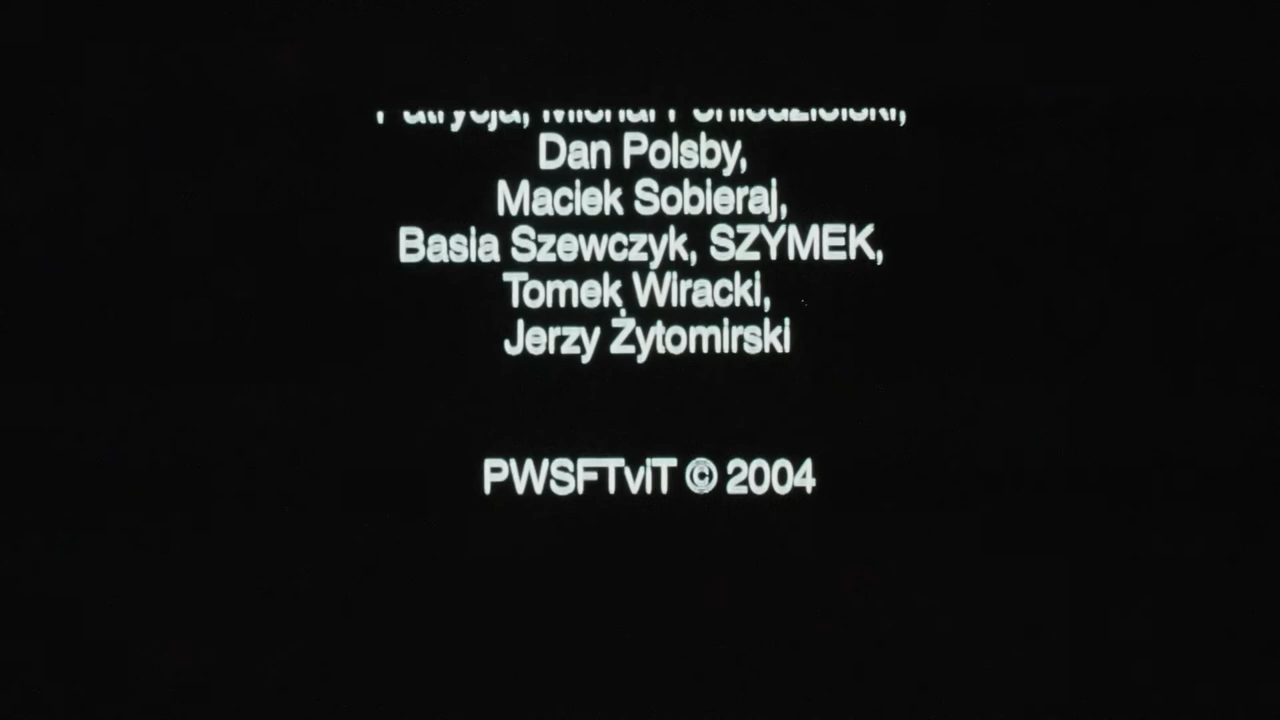 Dan Polsby,
Maciek Sobieraj,
Basia Szewczyk, SZYMEK,
Tomek Wiracki,
Jerzy Żytomirski
PWSFTviT © 2004